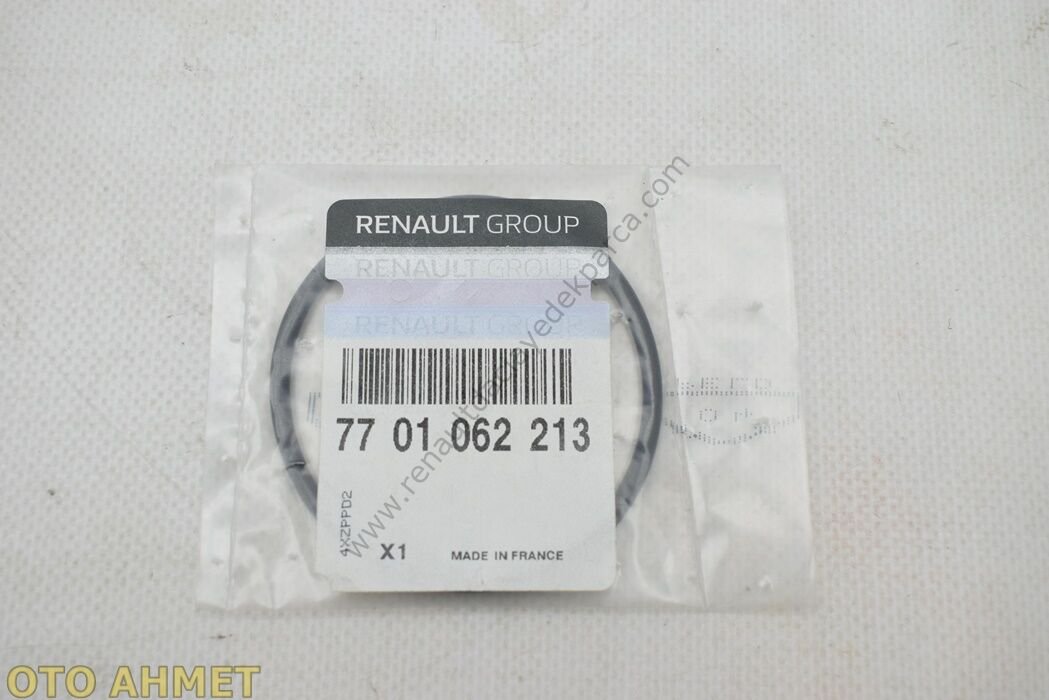 RENAULT GROUP
RENAULT GROUP
RENAULT GROUP
77 01 062 213
4XZPPD2
X1
MADE IN FRANCE
www.renaultdaciayedekparca.com
OTO AHMET